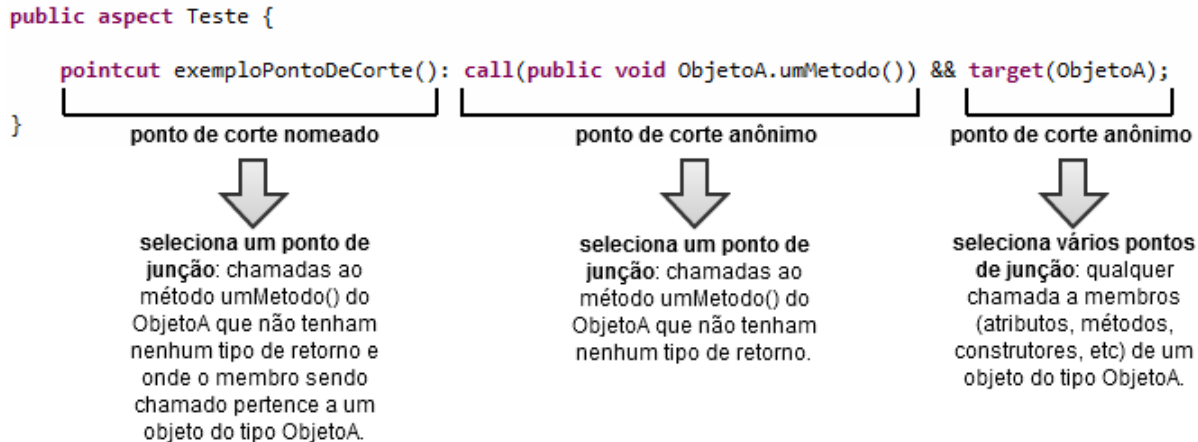 public aspect Teste {
pointcut exemploPontoDeCorte(): call(public void ObjetoA.umMetodo()) && target(ObjetoA);
}
ponto de corte nomeado
seleciona um ponto de
junção: chamadas ao
método umMetodo() do
ObjetoA que não tenham
nenhum tipo de retorno e
onde o membro sendo
chamado pertence a um
objeto do tipo ObjetoA.
ponto de corte anônimo
seleciona um ponto de
junção: chamadas ao
método umMetodo() do
ObjetoA que não tenham
nenhum tipo de retorno.
ponto de corte anônimo
seleciona vários pontos
de junção: qualquer
chamada a membros
(atributos, métodos,
construtores, etc) de um
objeto do tipo ObjetoA.